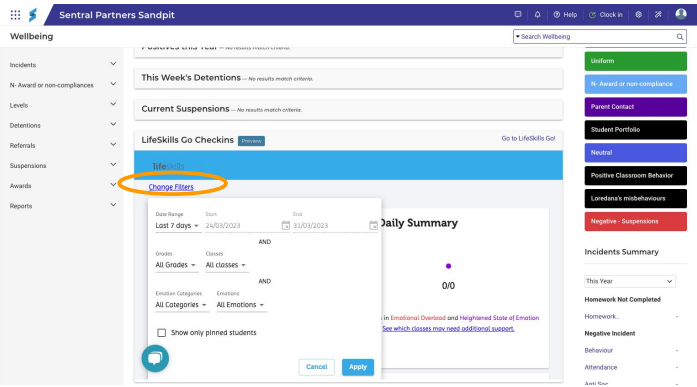 Sentral Partners Sandpit
Help
Clock in
Wellbeing
Search Wellbeing
Incidents
N- Award or non-compliances
Levels
Detentions
Referrals
Suspensions
Awards
Reports
Positives this Year – No results match criteria.
This Week's Detentions – No results match criteria.
Current Suspensions – No results match criteria.
LifeSkills Go Checkins Preview
Go to LifeSkills Go!
lifeskills
Change Filters
Date Range Start End
Last 7 days 24/03/2023 31/03/2023
AND
Grades Classes
All Grades All classes
AND
Emotion Categories Emotions
All Categories All Emotions
Show only pinned students
Cancel Apply
Daily Summary
0/0
in Emotional Overload and Heightened State of Emotion
See which classes may need additional support.
Uniform
N- Award or non-compliance
Parent Contact
Student Portfolio
Neutral
Positive Classroom Behavior
Loredana's misbehaviours
Negative - Suspensions
Incidents Summary
This Year
Homework Not Completed
Homework.. -
Negative Incident
Behaviour -
Attendance -
Anti Soc